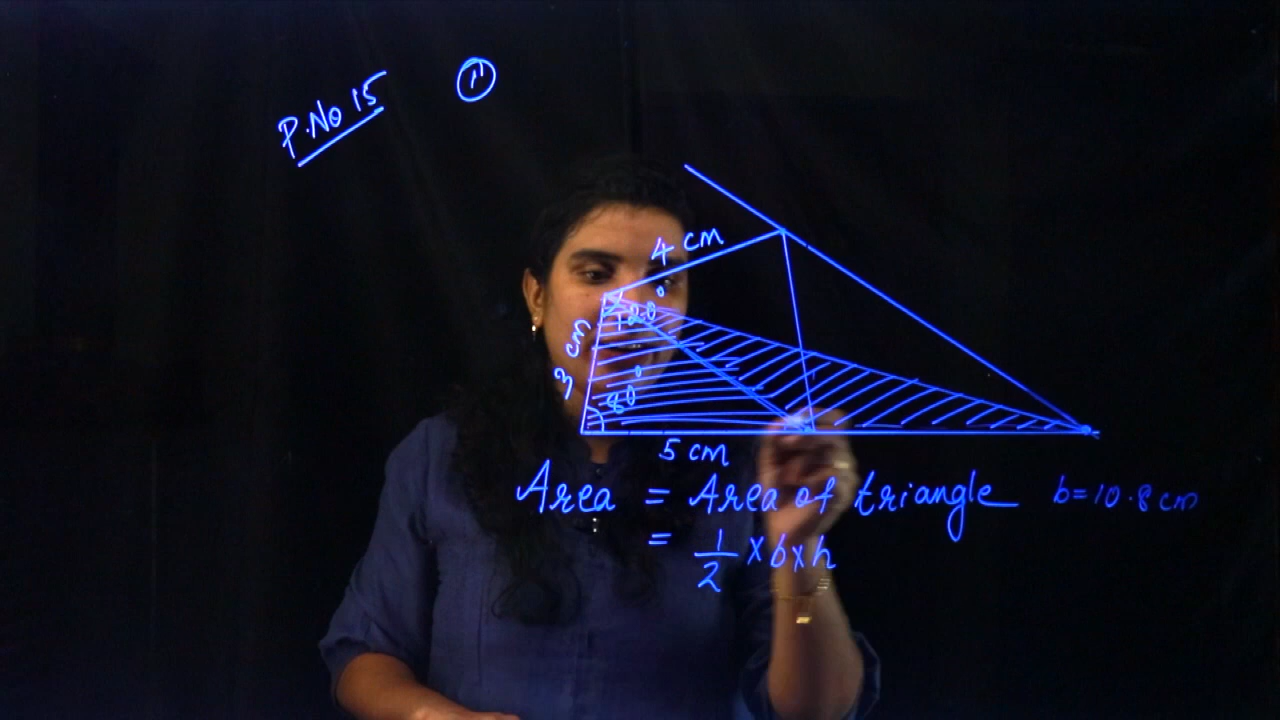 P.No 15
1
4 cm
120°
3 cm
80°
5 cm
Area = Area of triangle b=10.8 cm
= 1/2 × b × h